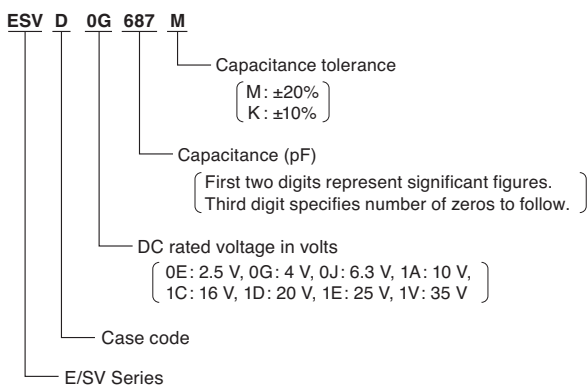 ESV D 0G 687 M
Capacitance tolerance
M: ±20%
K: ±10%
Capacitance (pF)
First two digits represent significant figures.
Third digit specifies number of zeros to follow.
DC rated voltage in volts
0E: 2.5 V, 0G: 4 V, 0J: 6.3 V, 1A: 10 V,
1C: 16 V, 1D: 20 V, 1E: 25 V, 1V: 35 V
Case code
E/SV Series